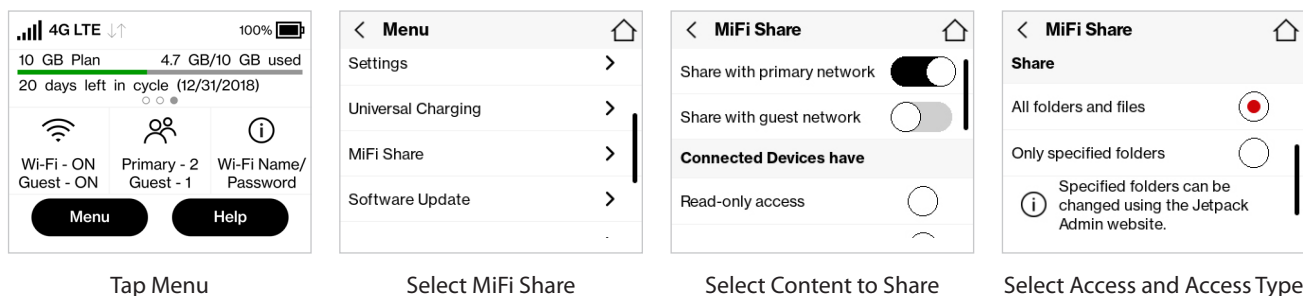 4G LTE
100%
10 GB Plan 4.7 GB/10 GB used
20 days left in cycle (12/31/2018)
Wi-Fi - ON
Guest - ON
Primary - 2
Guest - 1
Wi-Fi Name/
Password
Menu
Help
Tap Menu
Menu
Settings
Universal Charging
MiFi Share
Software Update
Select MiFi Share
MiFi Share
Share with primary network
Share with guest network
Connected Devices have
Read-only access
Select Content to Share
MiFi Share
Share
All folders and files
Only specified folders
Specified folders can be
changed using the Jetpack
Admin website.
Select Access and Access Type